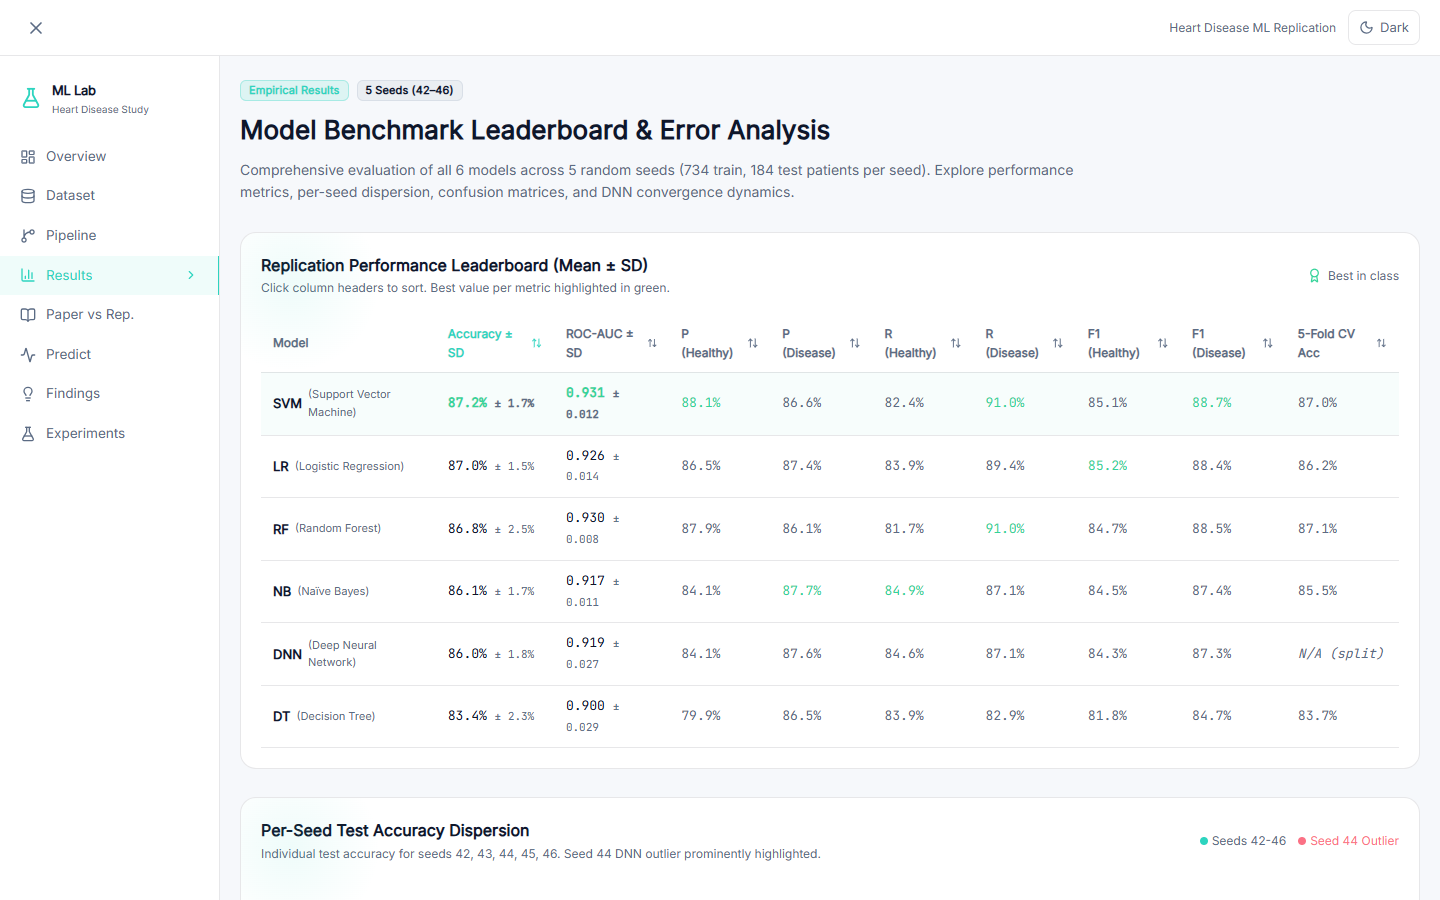 Heart Disease ML Replication
Dark
ML Lab
Heart Disease Study
Overview
Dataset
Pipeline
Results
Paper vs Rep.
Predict
Findings
Experiments
Empirical Results
5 Seeds (42–46)
Model Benchmark Leaderboard & Error Analysis
Comprehensive evaluation of all 6 models across 5 random seeds (734 train, 184 test patients per seed). Explore performance
metrics, per-seed dispersion, confusion matrices, and DNN convergence dynamics.
Replication Performance Leaderboard (Mean ± SD)
Click column headers to sort. Best value per metric highlighted in green.
Best in class
Model Accuracy ± SD ROC-AUC ± SD P (Healthy) P (Disease) R (Healthy) R (Disease) F1 (Healthy) F1 (Disease) 5-Fold CV Acc
SVM (Support Vector Machine) 87.2% ± 1.7% 0.931 ± 0.012 88.1% 86.6% 82.4% 91.0% 85.1% 88.7% 87.0%
LR (Logistic Regression) 87.0% ± 1.5% 0.926 ± 0.014 86.5% 87.4% 83.9% 89.4% 85.2% 88.4% 86.2%
RF (Random Forest) 86.8% ± 2.5% 0.930 ± 0.008 87.9% 86.1% 81.7% 91.0% 84.7% 88.5% 87.1%
NB (Naïve Bayes) 86.1% ± 1.7% 0.917 ± 0.011 84.1% 87.7% 84.9% 87.1% 84.5% 87.4% 85.5%
DNN (Deep Neural Network) 86.0% ± 1.8% 0.919 ± 0.027 84.1% 87.6% 84.6% 87.1% 84.3% 87.3% N/A (split)
DT (Decision Tree) 83.4% ± 2.3% 0.900 ± 0.029 79.9% 86.5% 83.9% 82.9% 81.8% 84.7% 83.7%
Per-Seed Test Accuracy Dispersion
Individual test accuracy for seeds 42, 43, 44, 45, 46. Seed 44 DNN outlier prominently highlighted.
Seeds 42-46
Seed 44 Outlier